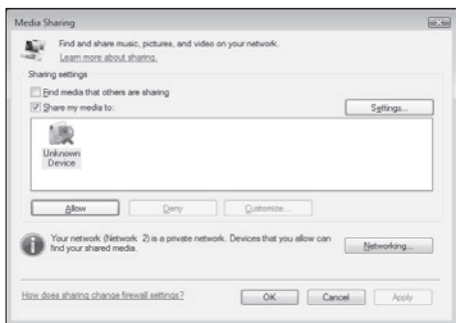 Media Sharing
Find and share music, pictures, and video on your network.
Learn more about sharing.
Sharing settings
Find media that others are sharing
Share my media to:
Settings...
Unknown
Device
Allow
Deny
Customize...
Your network (Network 2) is a private network. Devices that you allow can
find your shared media.
Networking...
How does sharing change firewall settings?
OK
Cancel
Apply